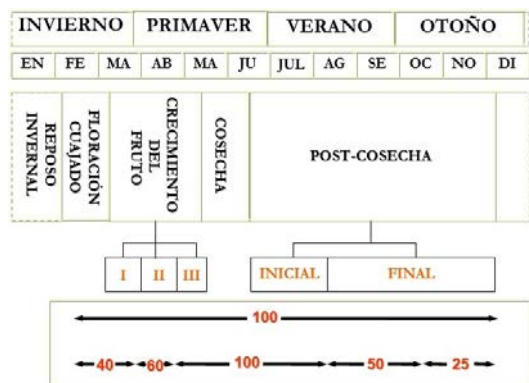 INVIERNO PRIMAVER VERANO OTOÑO
EN FE MA AB MA JU JUL AG SE OC NO DI
REPOSO INVERNAL
FLORACIÓN CUAJADO
CRECIMIENTO DEL FRUTO
COSECHA
POST-COSECHA
I II III INICIAL FINAL
100
40 60 100 50 25